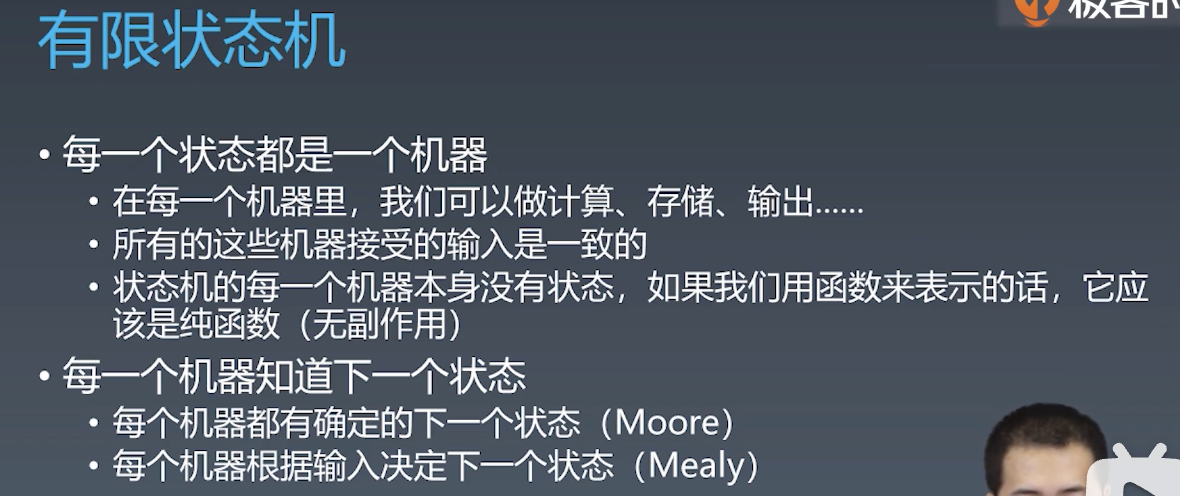 极客时
有限状态机
• 每一个状态都是一个机器
• 在每一个机器里，我们可以做计算、存储、输出……
• 所有的这些机器接受的输入是一致的
• 状态机的每一个机器本身没有状态，如果我们用函数来表示的话，它应
该是纯函数（无副作用）
• 每一个机器知道下一个状态
• 每个机器都有确定的下一个状态（Moore）
• 每个机器根据输入决定下一个状态（Mealy）